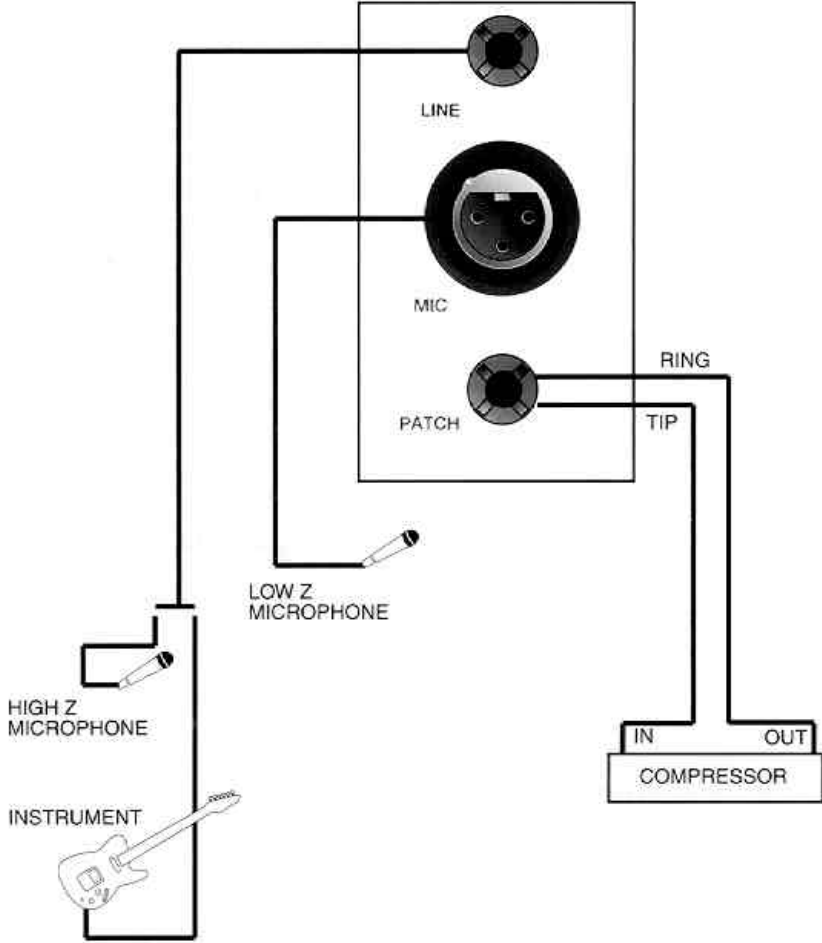 LINE
MIC
RING
PATCH
TIP
LOW Z
MICROPHONE
HIGH Z
MICROPHONE
IN
OUT
COMPRESSOR
INSTRUMENT